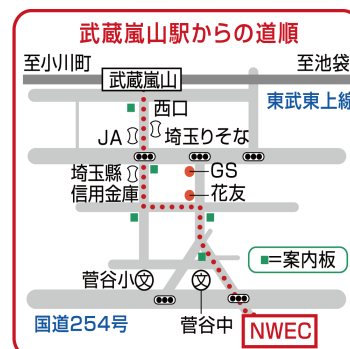 武蔵嵐山駅からの道順
至小川町
至池袋
武蔵嵐山
東武東上線
西口
JA
埼玉りそな
埼玉縣
信用金庫
GS
花友
■=案内板
菅谷小
文
文
菅谷中
国道254号
NWEC